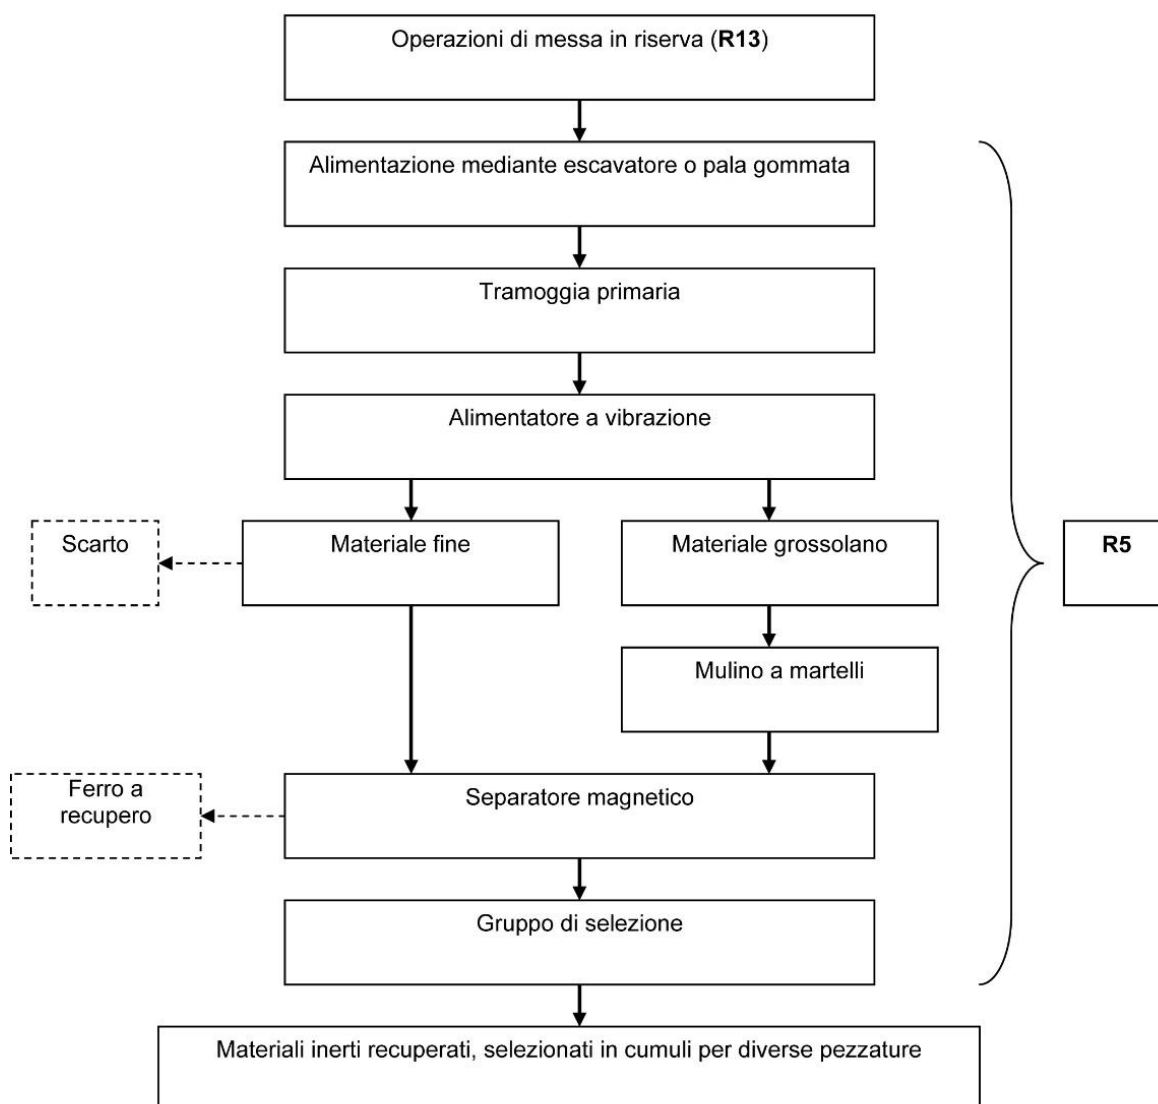 Operazioni di messa in riserva (R13)
Alimentazione mediante escavatore o pala gommata
Tramoggia primaria
Alimentatore a vibrazione
Scarto
Materiale fine
Materiale grossolano
R5
Mulino a martelli
Ferro a
recupero
Separatore magnetico
Gruppo di selezione
Materiali inerti recuperati, selezionati in cumuli per diverse pezzature